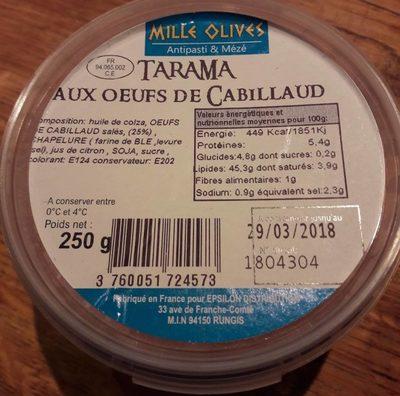 MILLE OLIVES
Antipasti & Mézé
FR
94.065.002
C.E
TARAMA
AUX OEUFS DE CABILLAUD
omposition: huile de colza, OEUFS
DE CABILLAUD salés, (25%) ,
CHAPELURE ( farine de BLE ,levure
sel), jus de citron , SOJA, sucre ,
colorant: E124 conservateur: E202
Valeurs énergétiques et
nutritionnelles moyennes pour 100g:
Energie: 449 Kcal/1851Kj
Protéines: 5,4g
Glucides:4,8g dont sucres: 0,2g
Lipides: 45,3g dont saturés: 3,9g
Fibres alimentaires: 1g
Sodium: 0.9g équivalent sel:2,3g
A conserver entre
0°C et 4°C
Poids net :
250 g
3 760051 724573
29/03/2018
1804304
Fabriqué en France pour EPSILON
33 ave de Franche-Comté
M.I.N 94150 RUNGIS